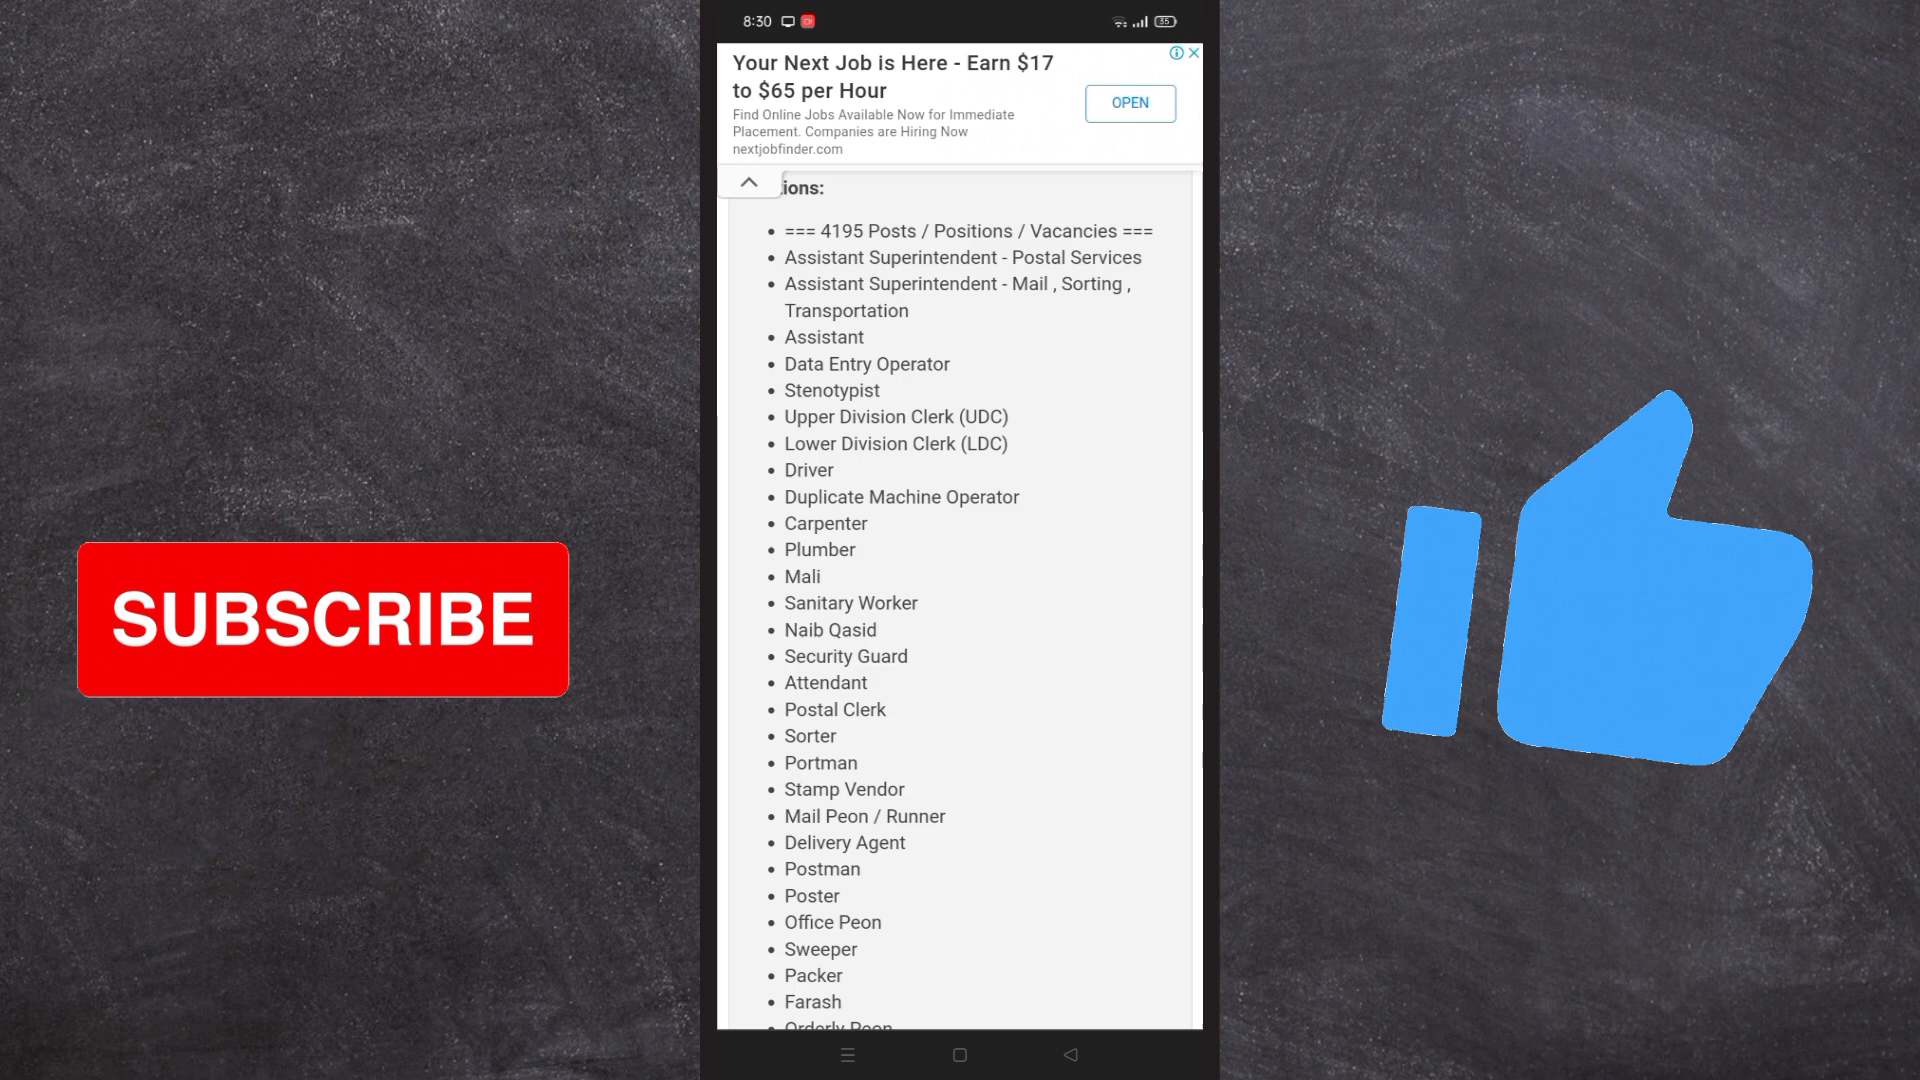 8:30
35
Your Next Job is Here - Earn $17
to $65 per Hour
Find Online Jobs Available Now for Immediate
Placement. Companies are Hiring Now
nextjobfinder.com
OPEN
ions:
=== 4195 Posts / Positions / Vacancies ===
Assistant Superintendent - Postal Services
Assistant Superintendent - Mail , Sorting ,
Transportation
Assistant
Data Entry Operator
Stenotypist
Upper Division Clerk (UDC)
Lower Division Clerk (LDC)
Driver
Duplicate Machine Operator
Carpenter
Plumber
Mali
Sanitary Worker
Naib Qasid
Security Guard
Attendant
Postal Clerk
Sorter
Portman
Stamp Vendor
Mail Peon / Runner
Delivery Agent
Postman
Poster
Office Peon
Sweeper
Packer
Farash
Orderly Peon
SUBSCRIBE